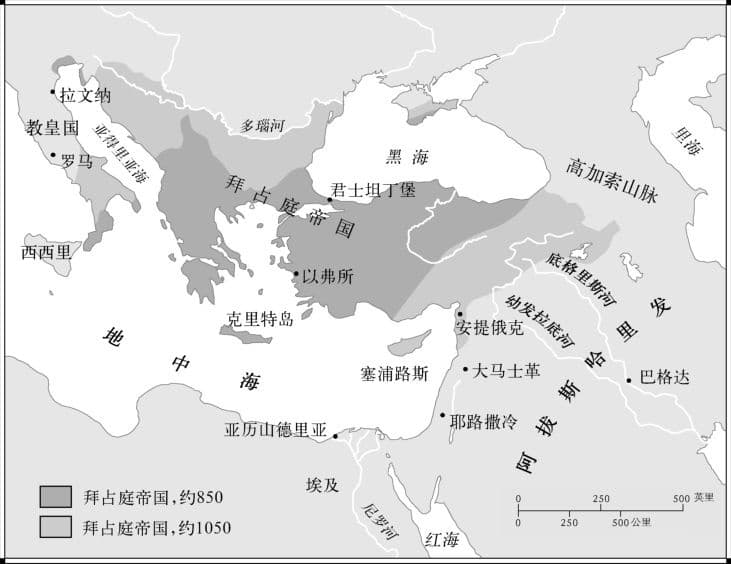 拉文纳
教皇国
亚得里亚海
罗马
多瑙河
黑海
里海
高加索山脉
君士坦丁堡
拜占庭帝国
西西里
以弗所
底格里斯河
幼发拉底河
克里特岛
安提俄克
地中海
塞浦路斯
大马士革
巴格达
阿拔斯哈里发
亚历山德里亚
耶路撒冷
埃及
尼罗河
红海
拜占庭帝国，约850
拜占庭帝国，约1050
0 250 500 英里
0 250 500 公里